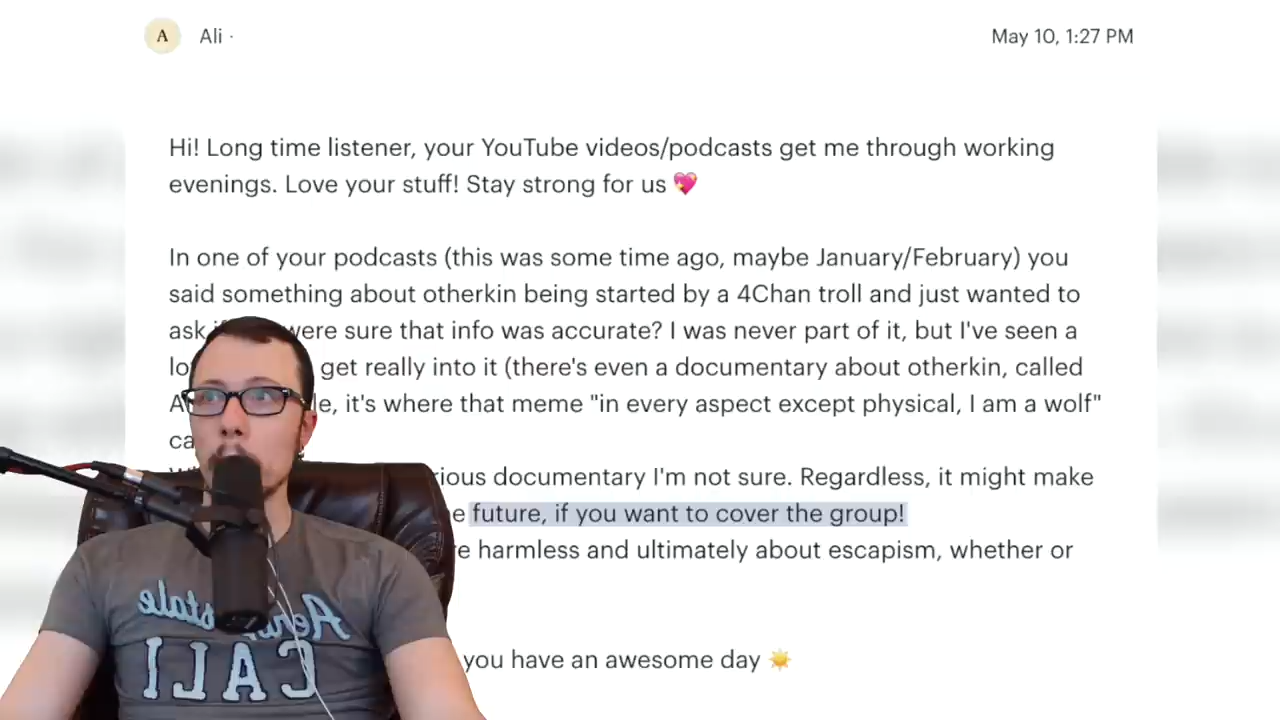 A Ali · May 10, 1:27 PM
Hi! Long time listener, your YouTube videos/podcasts get me through working
evenings. Love your stuff! Stay strong for us 💖
In one of your podcasts (this was some time ago, maybe January/February) you
said something about otherkin being started by a 4Chan troll and just wanted to
ask were sure that info was accurate? I was never part of it, but I've seen a
get really into it (there's even a documentary about otherkin, called
it's where that meme "in every aspect except physical, I am a wolf"
documentary I'm not sure. Regardless, it might make
future, if you want to cover the group!
harmless and ultimately about escapism, whether or
you have an awesome day ☀️
CALI